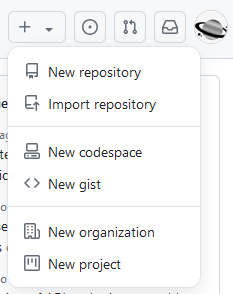 New repository
Import repository
New codespace
New gist
New organization
New project